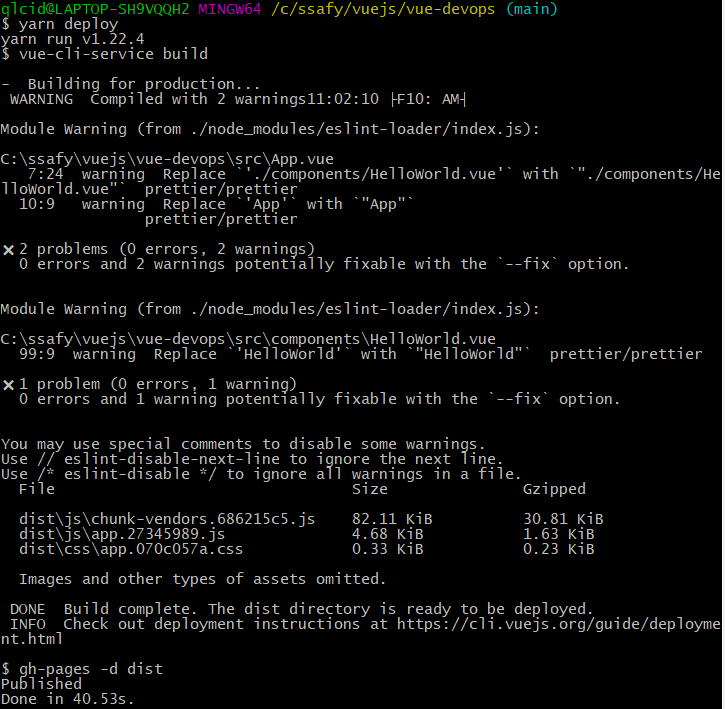 qlcid@LAPTOP-SH9VQQH2 MINGW64 /c/ssafy/vuejs/vue-devops (main)
$ yarn deploy
yarn run v1.22.4
$ vue-cli-service build
-  Building for production...
WARNING  Compiled with 2 warnings11:02:10 ├F10: AM┤
Module Warning (from ./node_modules/eslint-loader/index.js):
C:\ssafy\vuejs\vue-devops\src\App.vue
7:24  warning  Replace `'./components/HelloWorld.vue'` with `"./components/He
lloWorld.vue"`  prettier/prettier
10:9   warning  Replace `'App'` with `"App"`
prettier/prettier
✖ 2 problems (0 errors, 2 warnings)
0 errors and 2 warnings potentially fixable with the `--fix` option.
Module Warning (from ./node_modules/eslint-loader/index.js):
C:\ssafy\vuejs\vue-devops\src\components\HelloWorld.vue
99:9  warning  Replace `'HelloWorld'` with `"HelloWorld"`  prettier/prettier
✖ 1 problem (0 errors, 1 warning)
0 errors and 1 warning potentially fixable with the `--fix` option.
You may use special comments to disable some warnings.
Use // eslint-disable-next-line to ignore the next line.
Use /* eslint-disable */ to ignore all warnings in a file.
File                                 Size               Gzipped
dist\js\chunk-vendors.686215c5.js    82.11 KiB          30.81 KiB
dist\js\app.27345989.js              4.68 KiB           1.63 KiB
dist\css\app.070c057a.css            0.33 KiB           0.23 KiB
Images and other types of assets omitted.
DONE  Build complete. The dist directory is ready to be deployed.
INFO  Check out deployment instructions at https://cli.vuejs.org/guide/deployme
nt.html
$ gh-pages -d dist
Published
Done in 40.53s.